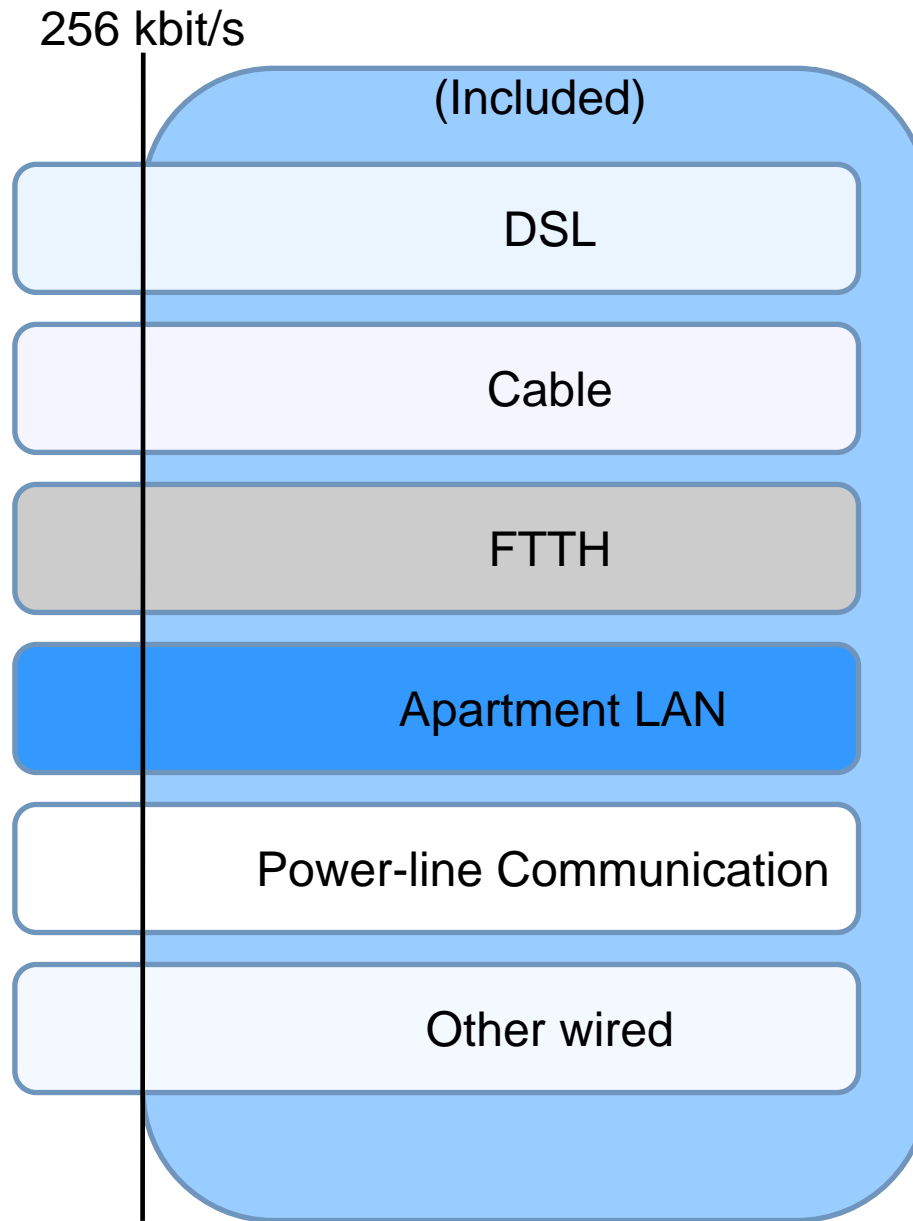 256 kbit/s
(Included)
DSL
Cable
FTTH
Apartment LAN
Power-line Communication
Other wired